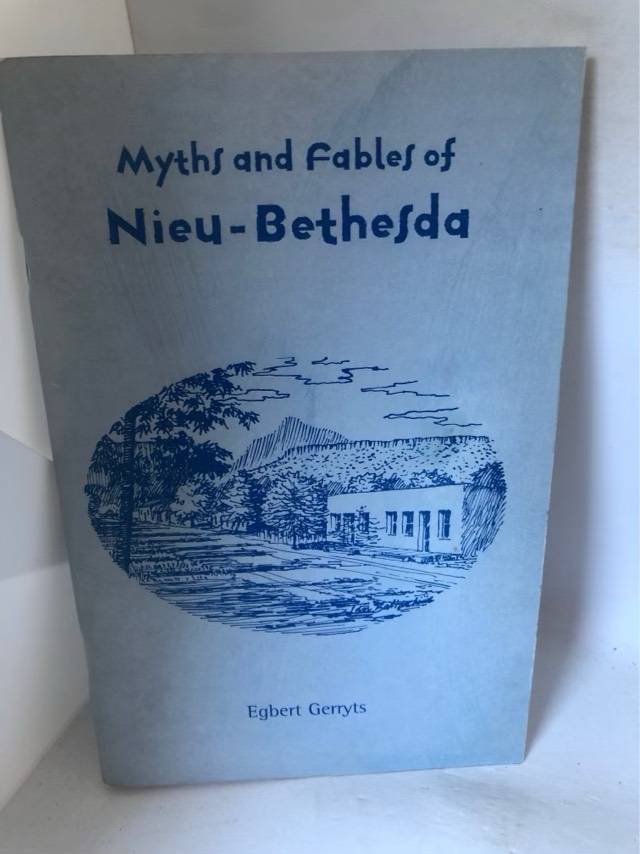 Myths and Fables of
Nieu-Bethesda
Egbert Gerryts